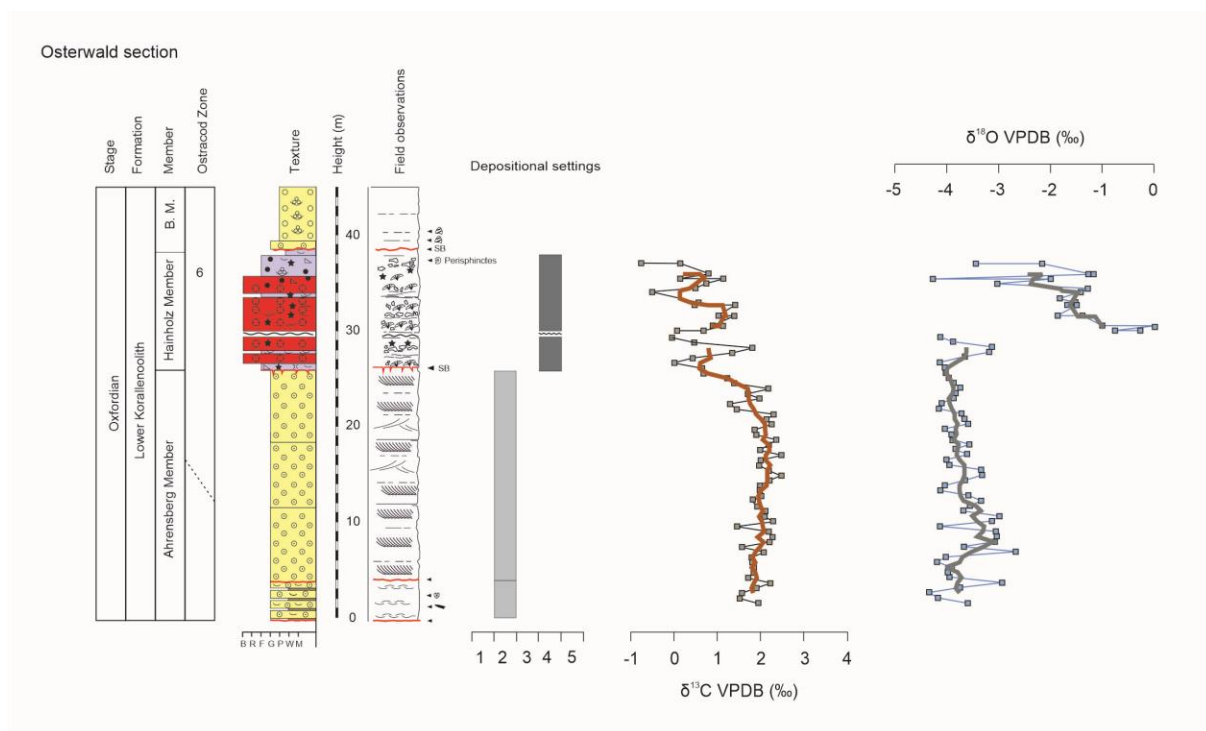 Osterwald section
Stage
Formation
Member
Ostracod Zone
Texture
Height (m)
Field observations
Depositional settings
δ¹⁸O VPDB (‰)
-5 -4 -3 -2 -1 0
Oxfordian
Lower Korallenoolith
B. M.
Hainholz Member
Ahrensberg Member
6
40
30
20
10
0
SB
Perisphinctes
SB
B R F G P W M
1 2 3 4 5
-1 0 1 2 3 4
δ¹³C VPDB (‰)